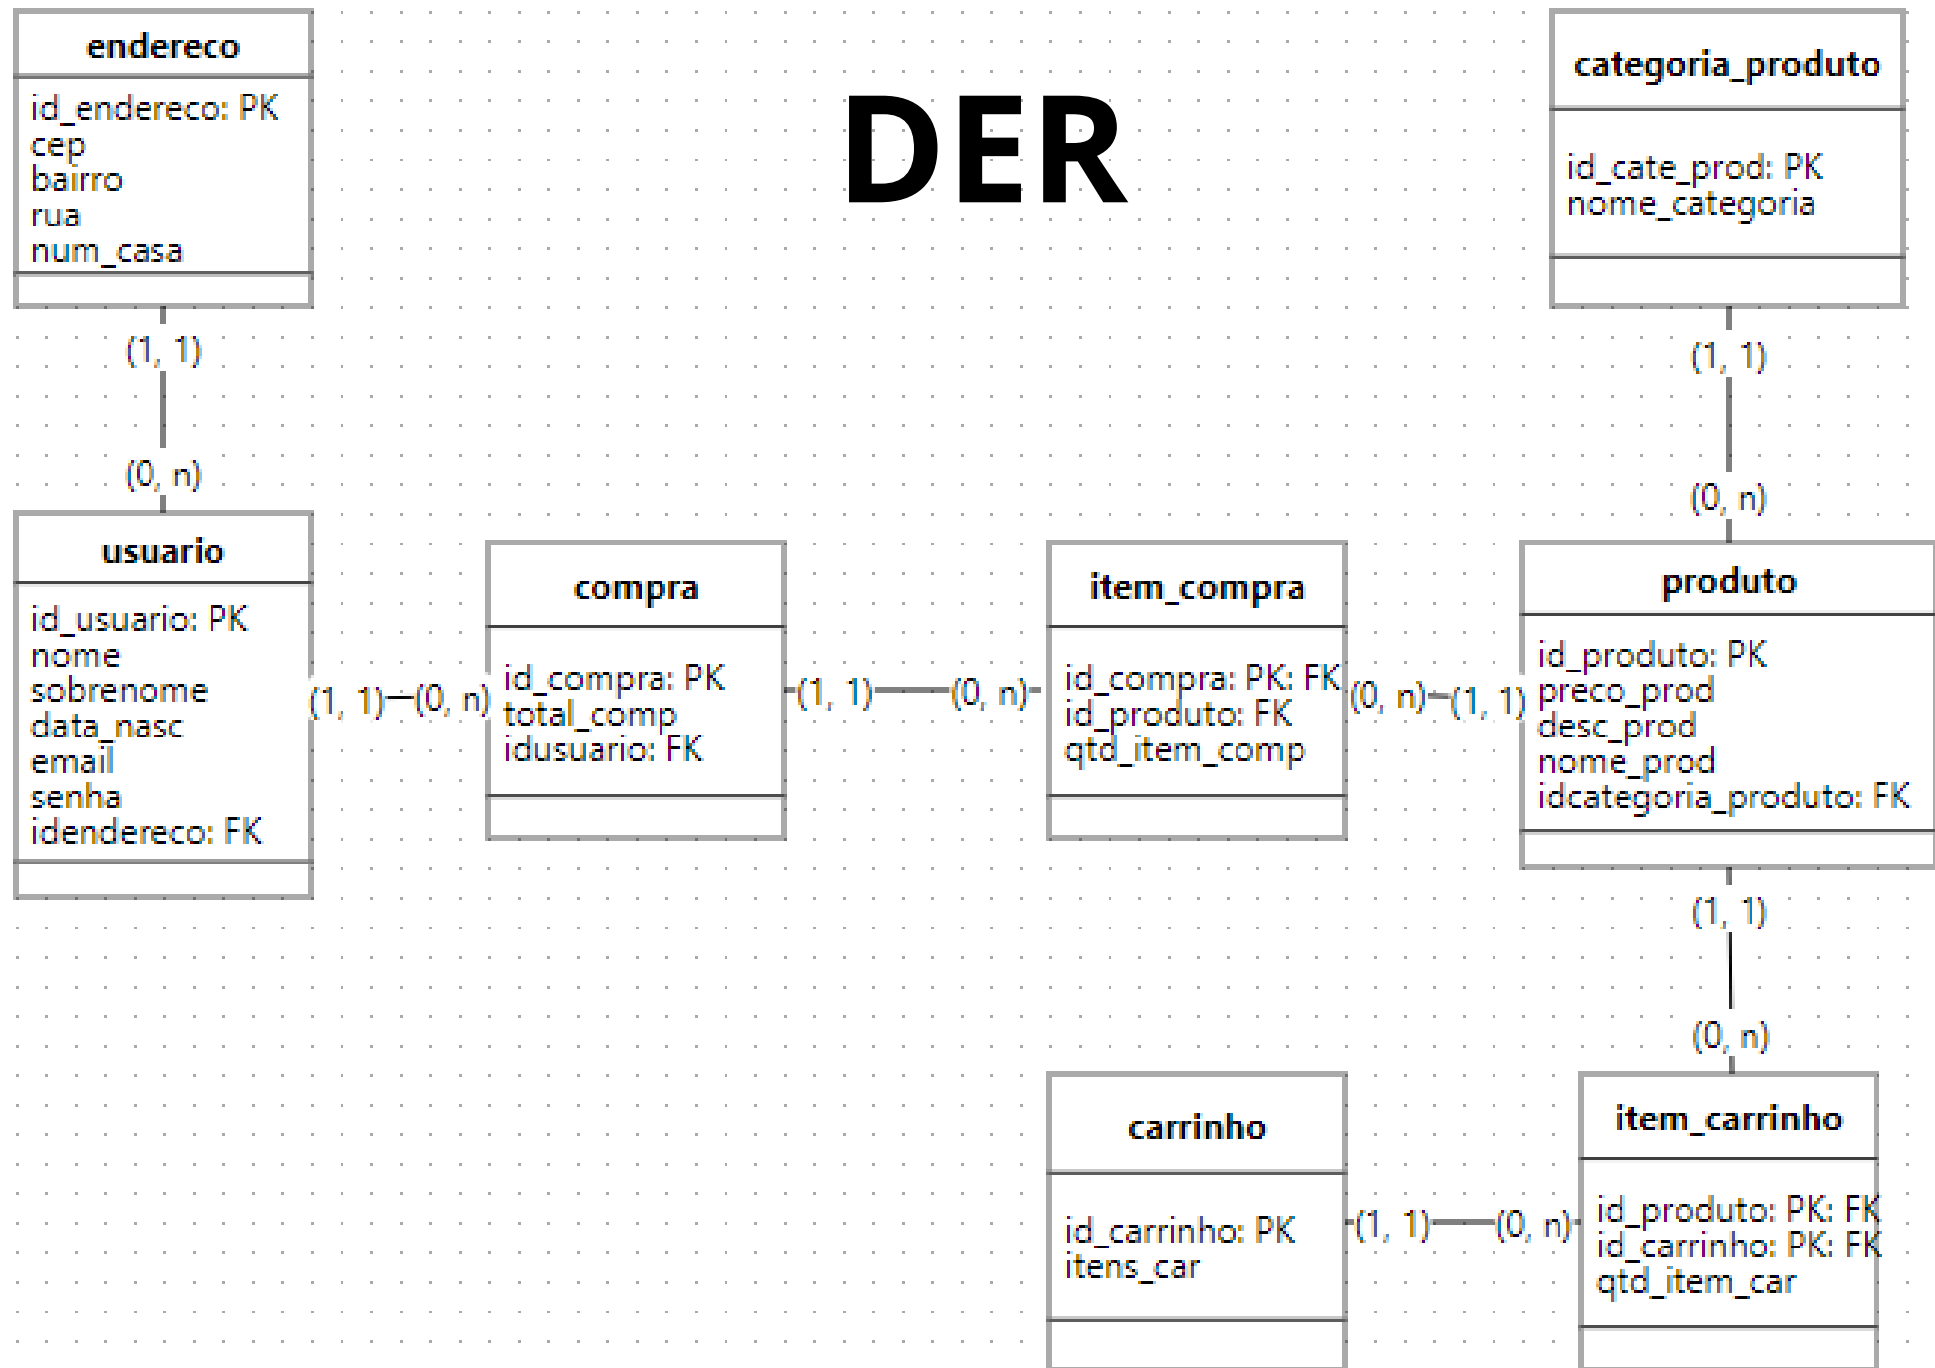 DER
endereco
id_endereco: PK
cep
bairro
rua
num_casa
(1, 1)
(0, n)
usuario
id_usuario: PK
nome
sobrenome
data_nasc
email
senha
idendereco: FK
(1, 1)
(0, n)
compra
id_compra: PK
total_comp
idusuario: FK
(1, 1)
(0, n)
item_compra
id_compra: PK: FK
id_produto: FK
qtd_item_comp
(0, n)
(1, 1)
categoria_produto
id_cate_prod: PK
nome_categoria
(1, 1)
(0, n)
produto
id_produto: PK
preco_prod
desc_prod
nome_prod
idcategoria_produto: FK
(1, 1)
(0, n)
carrinho
id_carrinho: PK
itens_car
(1, 1)
(0, n)
item_carrinho
id_produto: PK: FK
id_carrinho: PK: FK
qtd_item_car